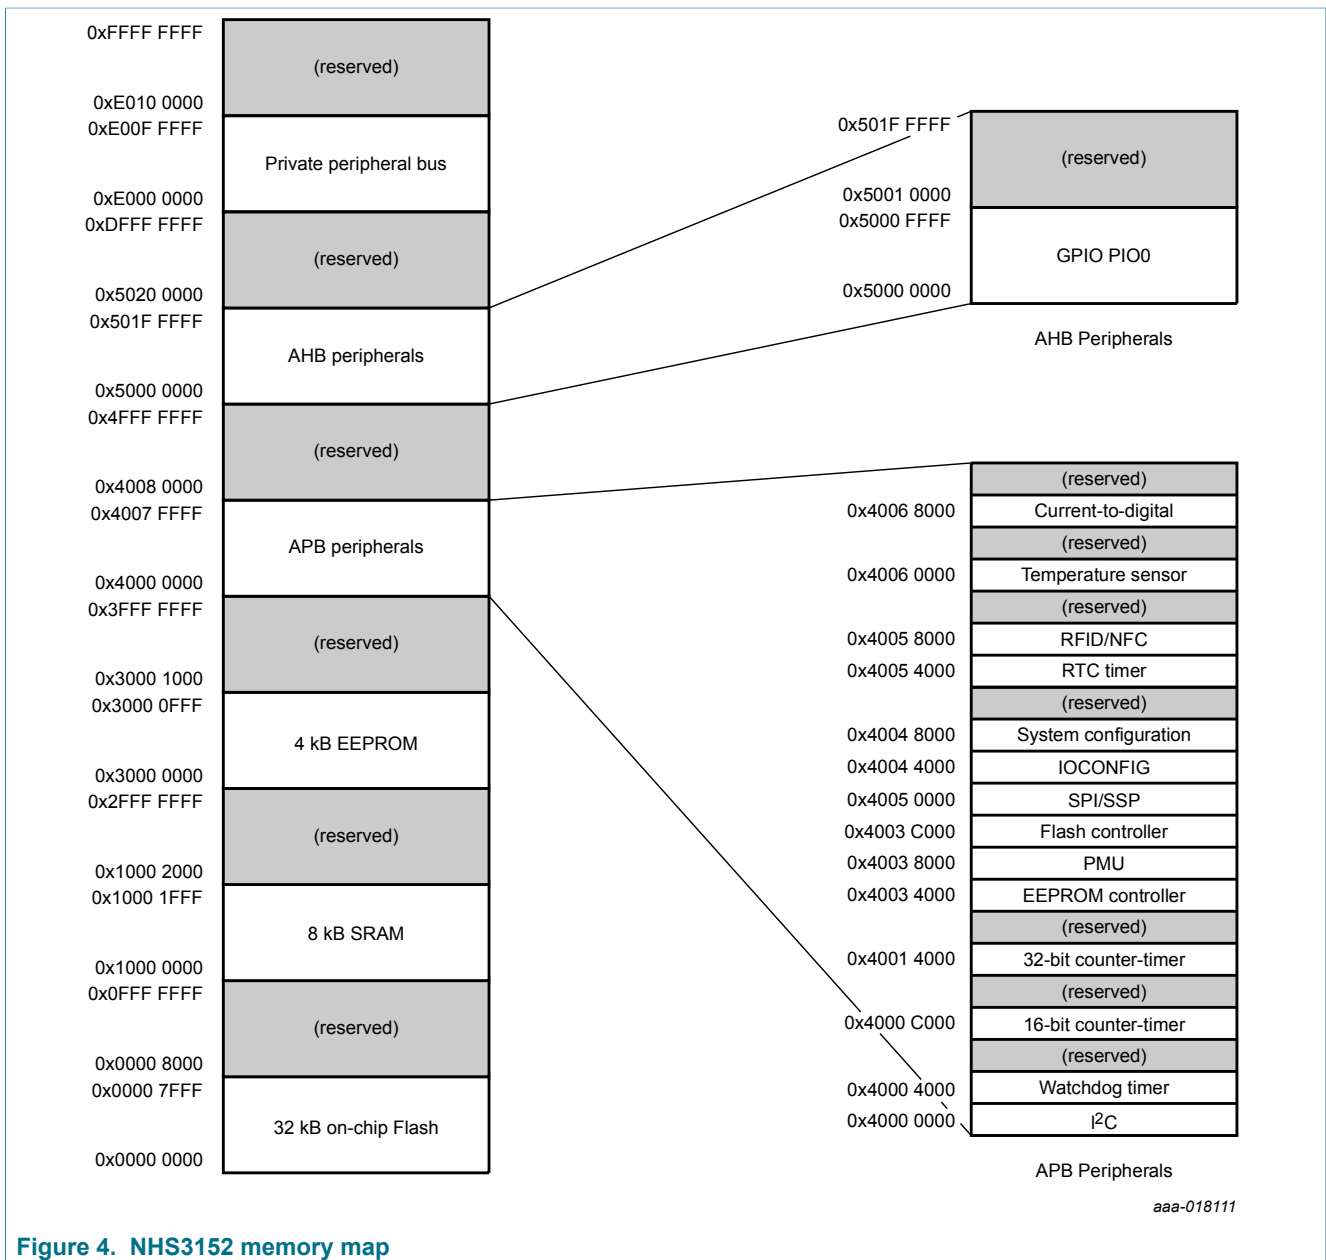 0xFFFF FFFF
(reserved)
0xE010 0000
0xE00F FFFF
Private peripheral bus
0xE000 0000
0xDFFF FFFF
(reserved)
0x5020 0000
0x501F FFFF
AHB peripherals
0x5000 0000
0x4FFF FFFF
(reserved)
0x4008 0000
0x4007 FFFF
APB peripherals
0x4000 0000
0x3FFF FFFF
(reserved)
0x3000 1000
0x3000 0FFF
4 kB EEPROM
0x3000 0000
0x2FFF FFFF
(reserved)
0x1000 2000
0x1000 1FFF
8 kB SRAM
0x1000 0000
0x0FFF FFFF
(reserved)
0x0000 8000
0x0000 7FFF
32 kB on-chip Flash
0x0000 0000
0x501F FFFF
(reserved)
0x5001 0000
0x5000 FFFF
GPIO PIO0
0x5000 0000
AHB Peripherals
(reserved)
0x4006 8000 Current-to-digital
(reserved)
0x4006 0000 Temperature sensor
(reserved)
0x4005 8000 RFID/NFC
0x4005 4000 RTC timer
(reserved)
0x4004 8000 System configuration
0x4004 4000 IOCONFIG
0x4005 0000 SPI/SSP
0x4003 C000 Flash controller
0x4003 8000 PMU
0x4003 4000 EEPROM controller
(reserved)
0x4001 4000 32-bit counter-timer
(reserved)
0x4000 C000 16-bit counter-timer
(reserved)
0x4000 4000 Watchdog timer
0x4000 0000 I2C
APB Peripherals
aaa-018111
Figure 4. NHS3152 memory map